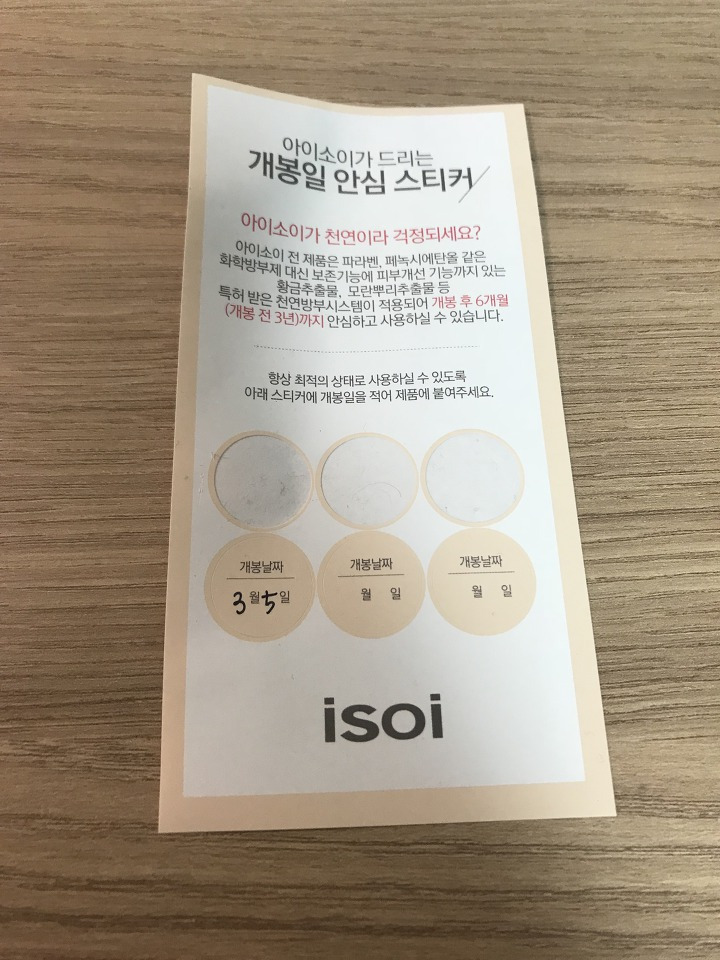 아이소이가 드리는
개봉일 안심 스티커
아이소이가 천연이라 걱정되세요?
아이소이 전 제품은 파라벤, 페녹시에탄올 같은
화학방부제 대신 보존기능에 피부개선 기능까지 있는
황금추출물, 모란뿌리추출물 등
특허 받은 천연방부시스템이 적용되어 개봉 후 6개월
(개봉 전 3년)까지 안심하고 사용하실 수 있습니다.
항상 최적의 상태로 사용하실 수 있도록
아래 스티커에 개봉일을 적어 제품에 붙여주세요.
개봉날짜 개봉날짜 개봉날짜
3월 5일 월 일 월 일
isoi